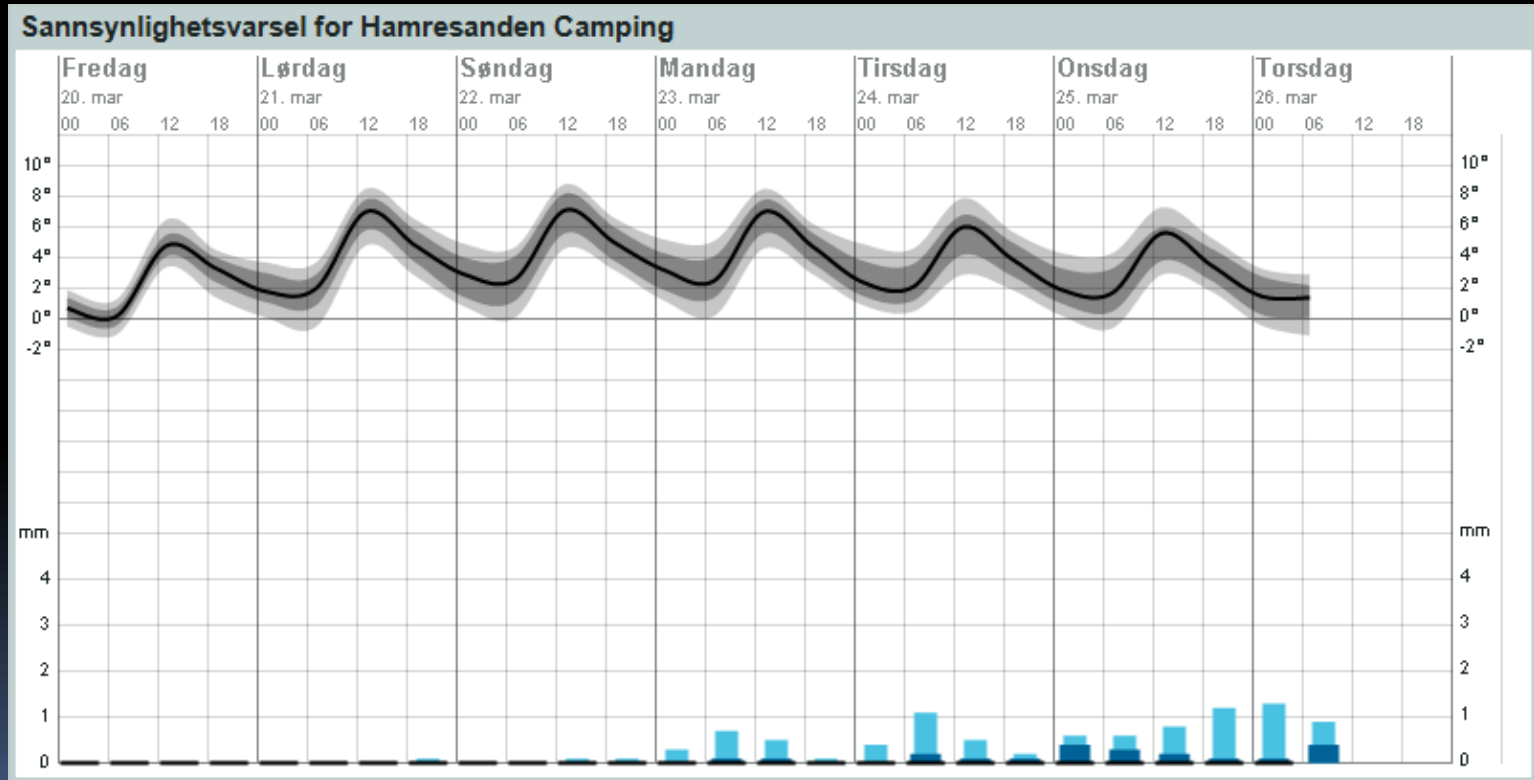 Sannsynlighetsvarsel for Hamresanden Camping
Fredag Lørdag Søndag Mandag Tirsdag Onsdag Torsdag
20. mar 21. mar 22. mar 23. mar 24. mar 25. mar 26. mar
00 06 12 18 00 06 12 18 00 06 12 18 00 06 12 18 00 06 12 18 00 06 12 18 00 06 12 18
10° 10°
8° 8°
6° 6°
4° 4°
2° 2°
0° 0°
-2° -2°
mm mm
4 4
3 3
2 2
1 1
0 0